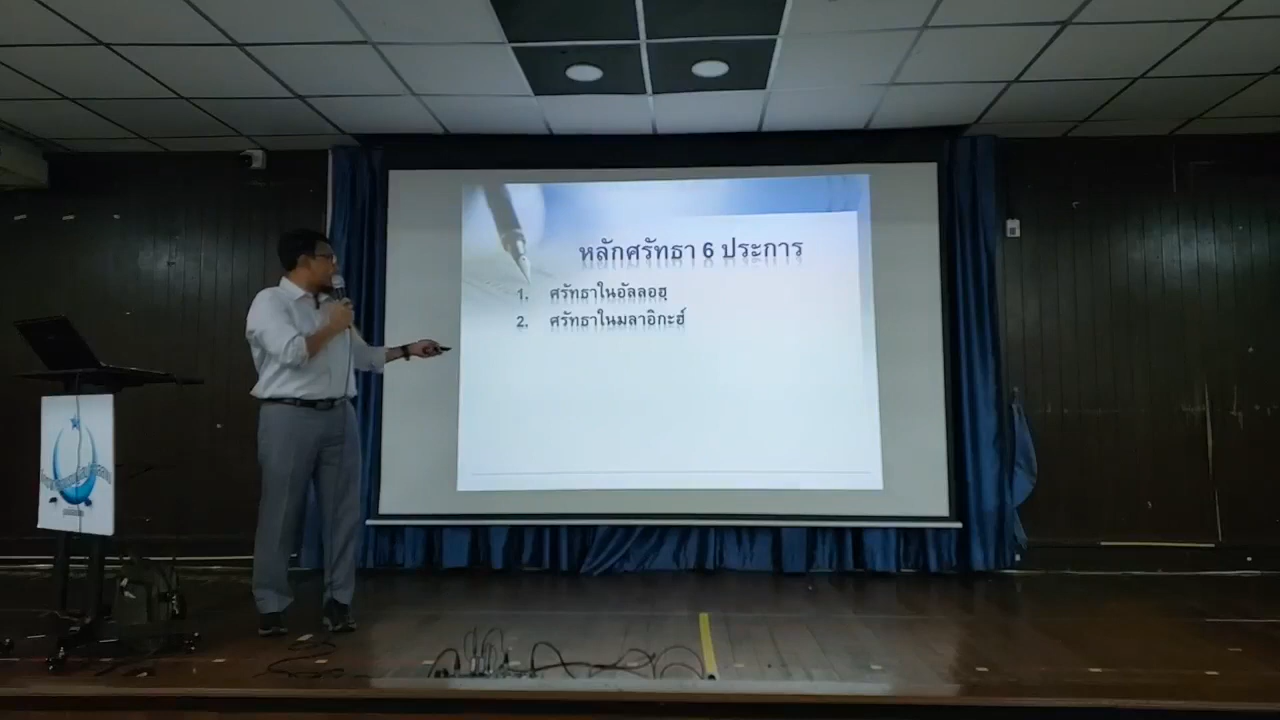 หลักศรัทธา 6 ประการ
1. ศรัทธาในอัลลอฮฺ
2. ศรัทธาในมลาอิกะฮ์